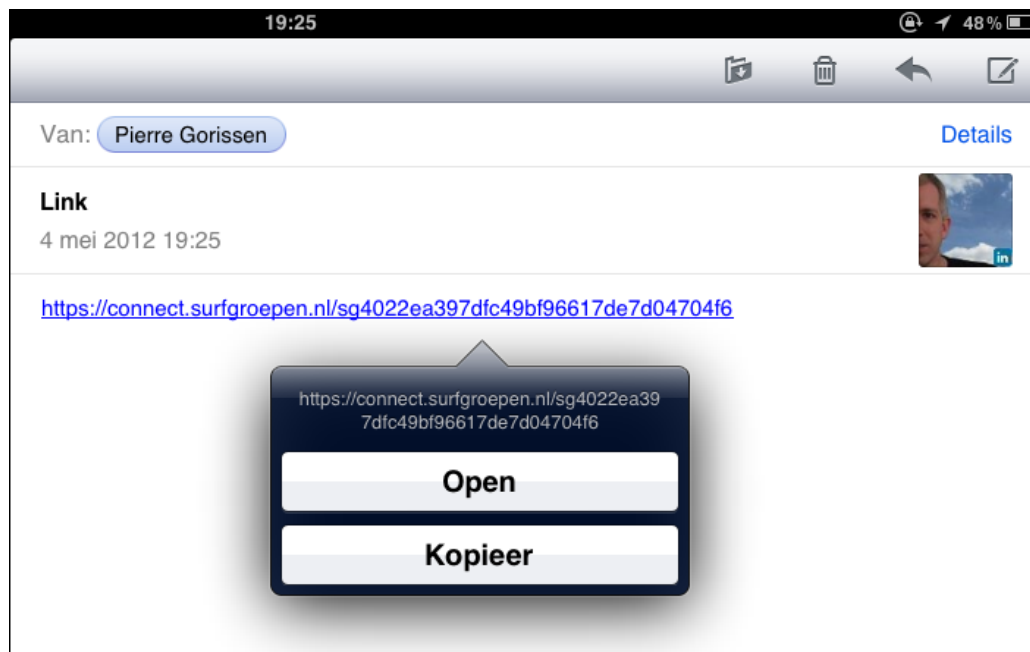 19:25 48%
Van: Pierre Gorissen Details
Link
4 mei 2012 19:25
in
https://connect.surfgroepen.nl/sg4022ea397dfc49bf96617de7d04704f6
https://connect.surfgroepen.nl/sg4022ea39
7dfc49bf96617de7d04704f6
Open
Kopieer